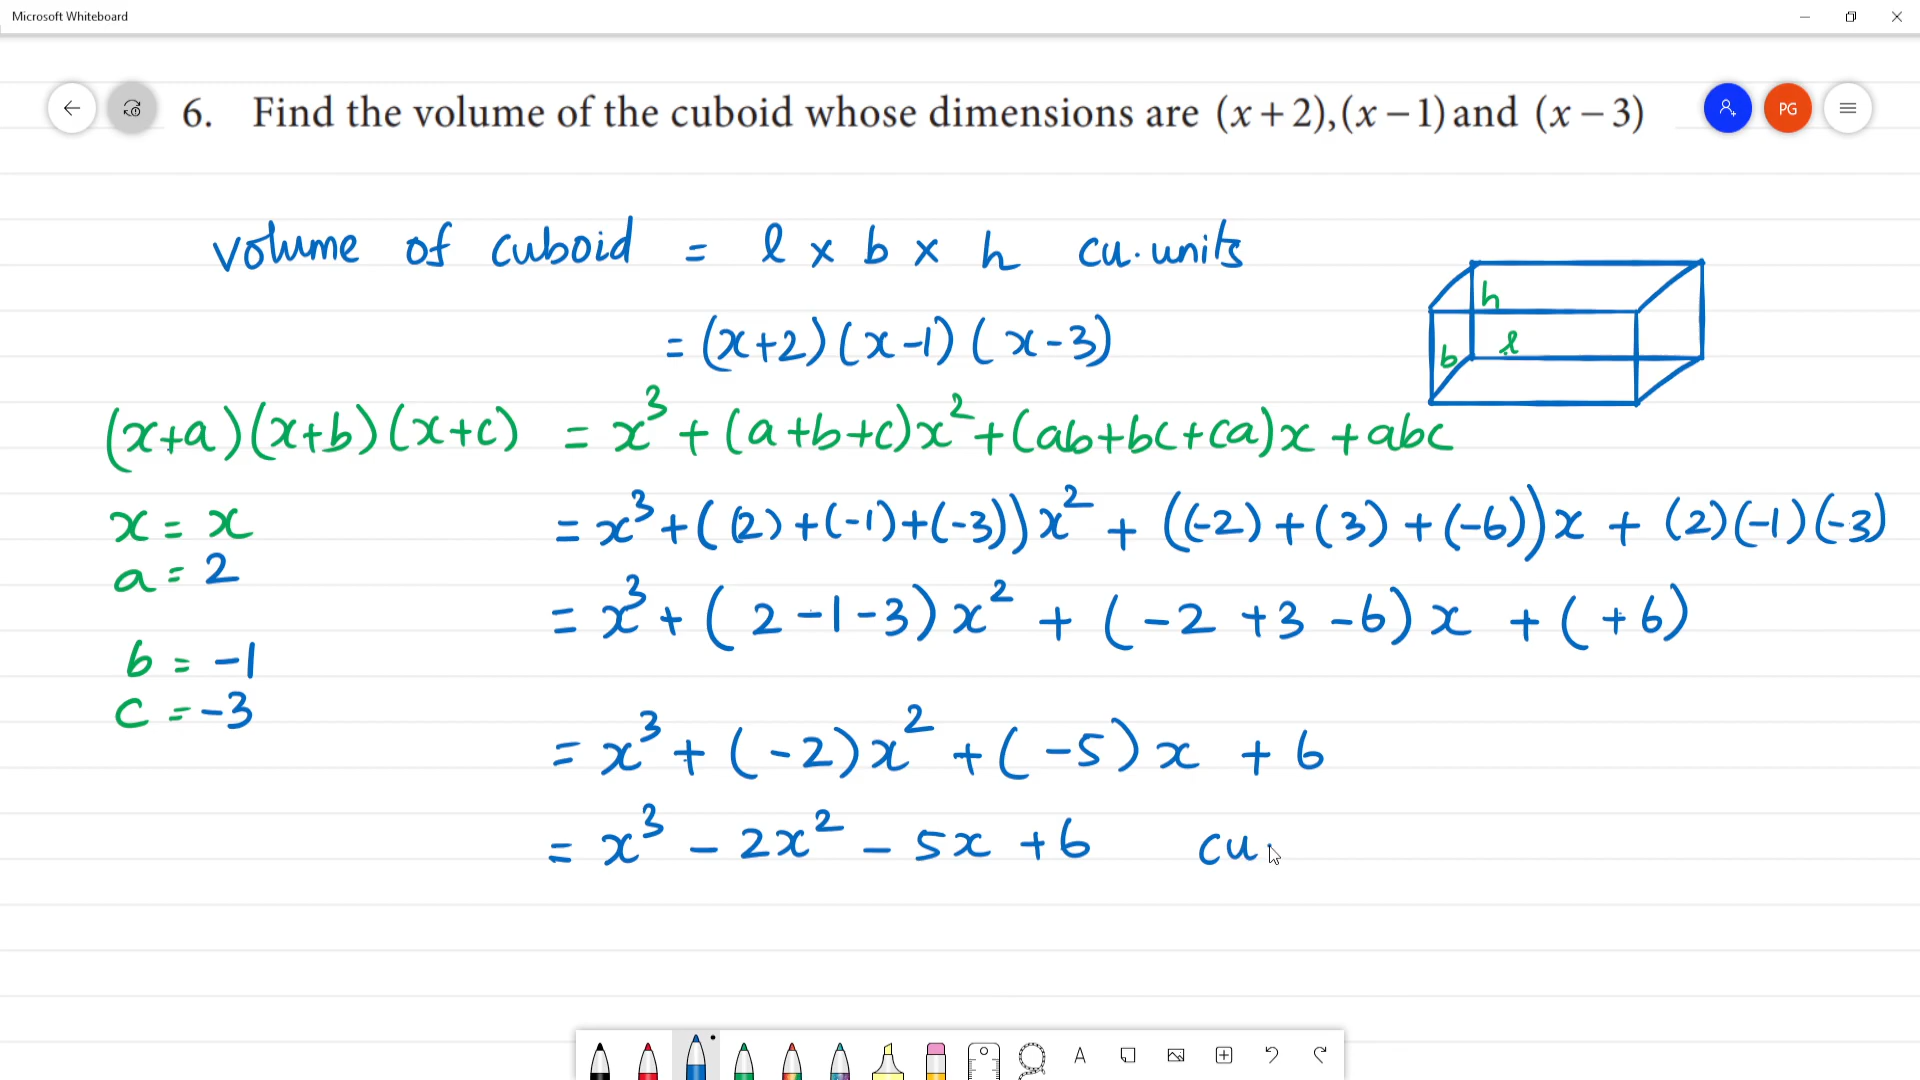 Microsoft Whiteboard
6. Find the volume of the cuboid whose dimensions are (x + 2),(x − 1) and (x − 3)
PG
volume of cuboid = l × b × h cu. units
= (x+2) (x-1) (x-3)
h
b l
(x+a)(x+b)(x+c) = x³ + (a+b+c)x² + (ab+bc+ca)x + abc
x = x
= x³+((2)+(-1)+(-3))x² + ((-2)+(3)+(-6))x + (2)(-1)(-3)
a = 2
= x³+(2-1-3)x² + (-2+3-6)x + (+6)
b = -1
c = -3
= x³+(-2)x²+(-5)x + 6
= x³ - 2x² - 5x + 6 cu.
A